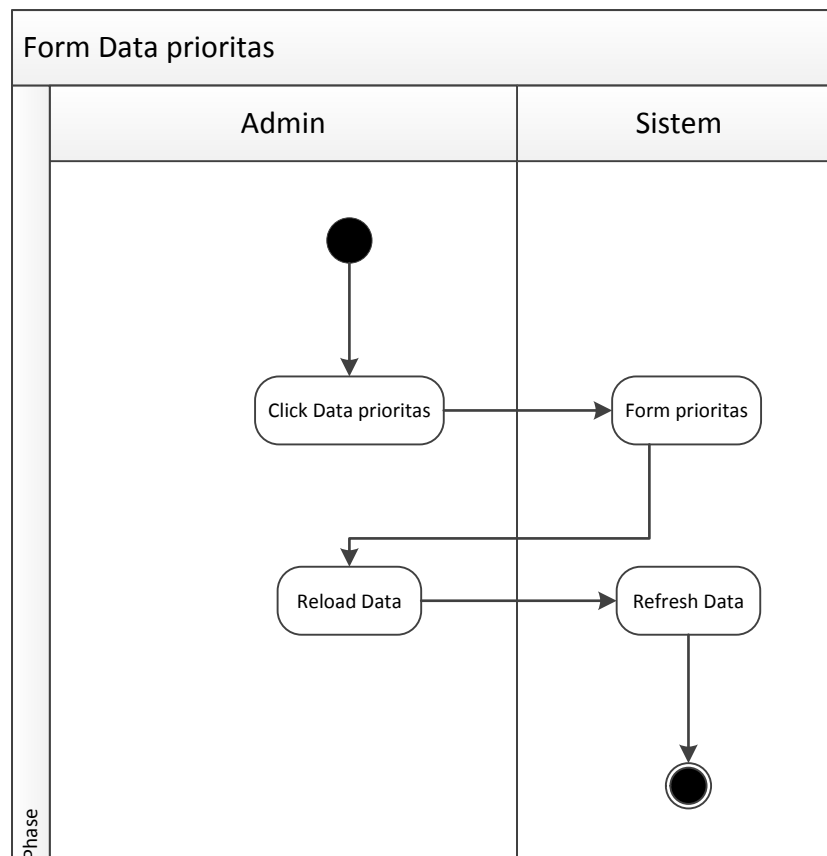 Form Data prioritas
Admin
Sistem
Click Data prioritas
Form prioritas
Reload Data
Refresh Data
Phase